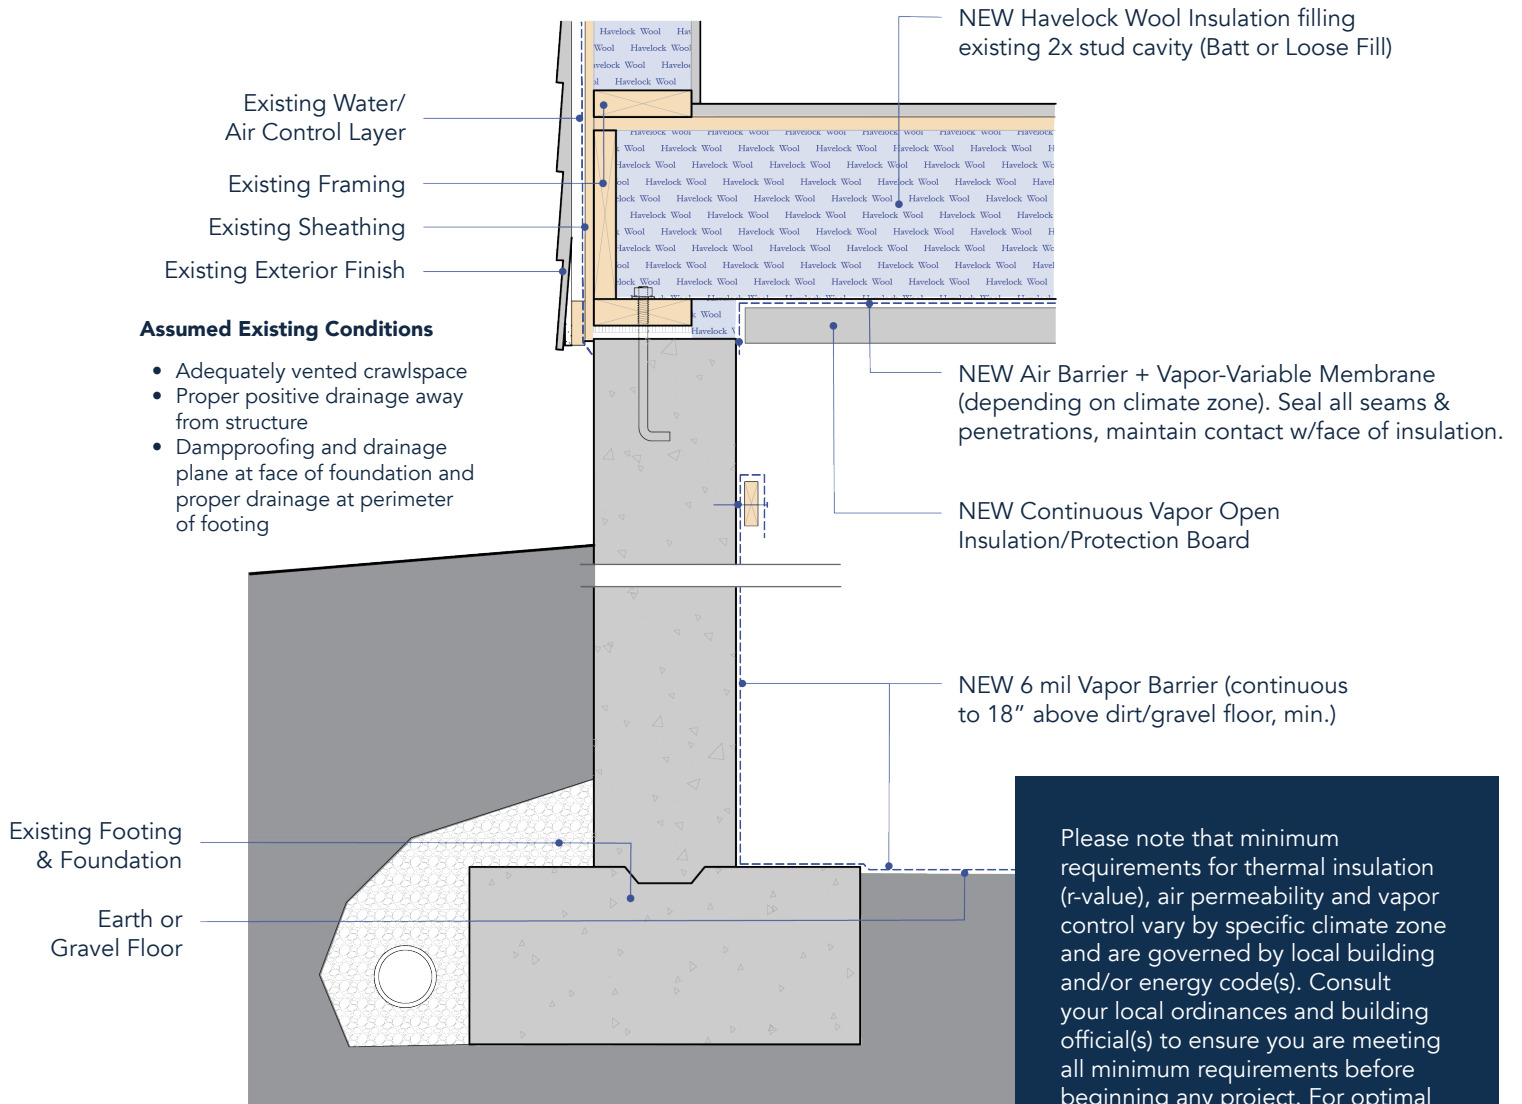 NEW Havelock Wool Insulation filling
existing 2x stud cavity (Batt or Loose Fill)
Existing Water/
Air Control Layer
Existing Framing
Existing Sheathing
Existing Exterior Finish
Assumed Existing Conditions
• Adequately vented crawlspace
• Proper positive drainage away
from structure
• Dampproofing and drainage
plane at face of foundation and
proper drainage at perimeter
of footing
NEW Air Barrier + Vapor-Variable Membrane
(depending on climate zone). Seal all seams &
penetrations, maintain contact w/face of insulation.
NEW Continuous Vapor Open
Insulation/Protection Board
NEW 6 mil Vapor Barrier (continuous
to 18” above dirt/gravel floor, min.)
Existing Footing
& Foundation
Earth or
Gravel Floor
Please note that minimum
requirements for thermal insulation
(r-value), air permeability and vapor
control vary by specific climate zone
and are governed by local building
and/or energy code(s). Consult
your local ordinances and building
official(s) to ensure you are meeting
all minimum requirements before
beginning any project. For optimal